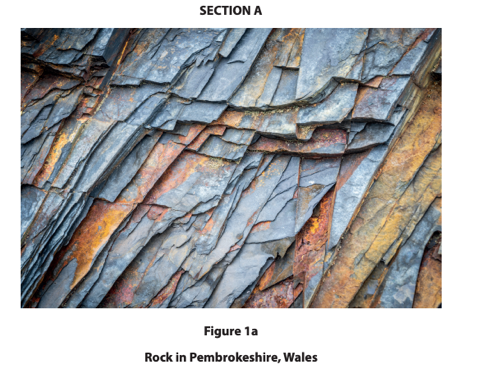 SECTION A
Figure 1a
Rock in Pembrokeshire, Wales